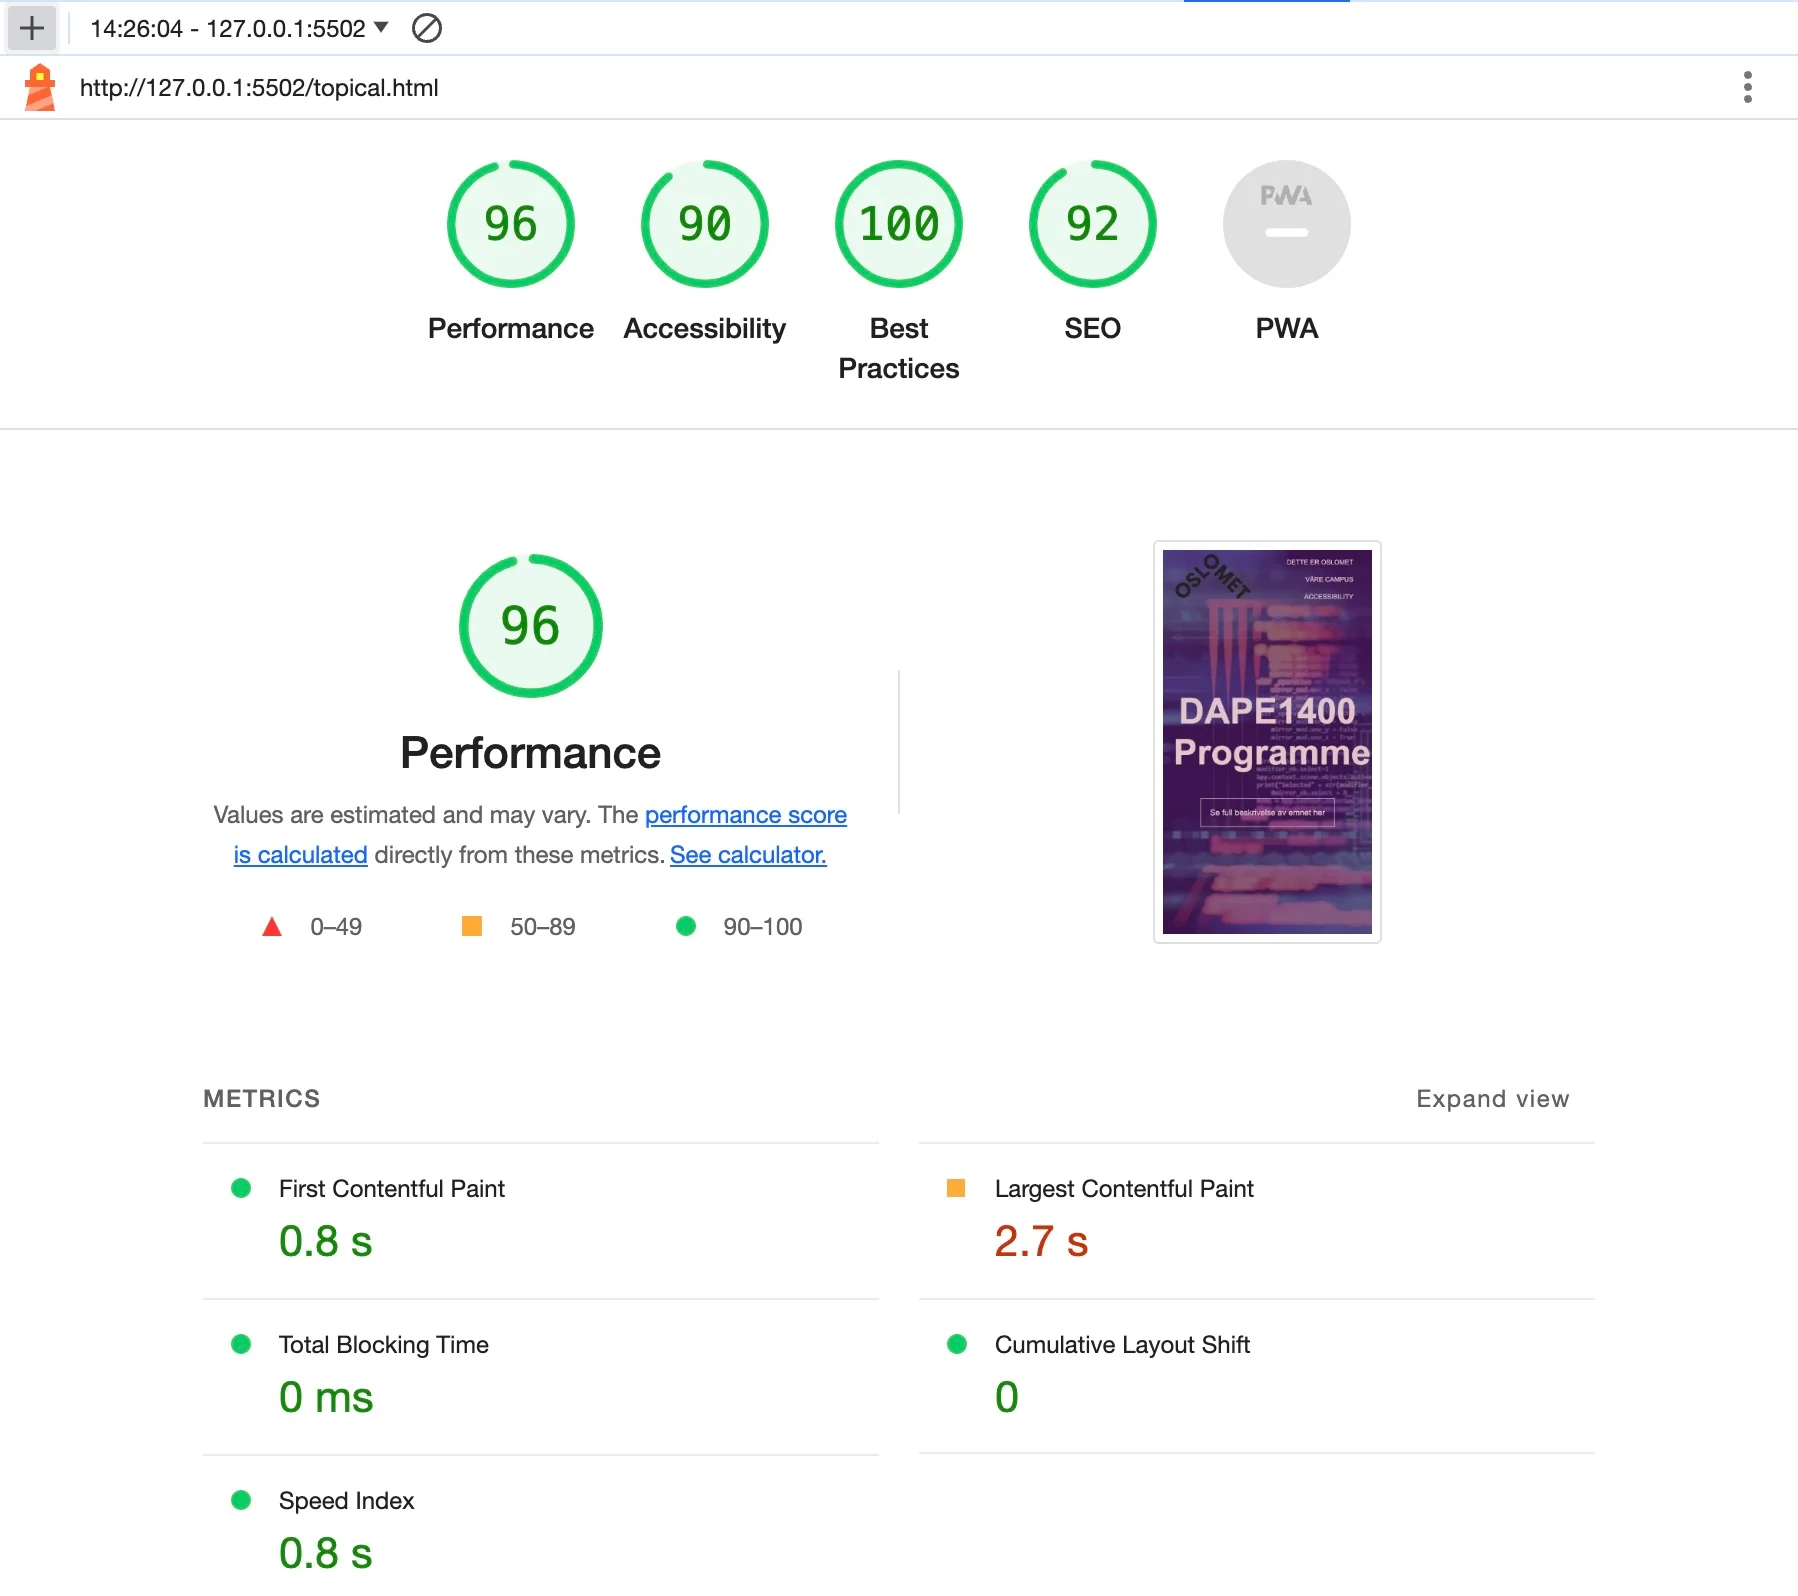 14:26:04 - 127.0.0.1:5502
http://127.0.0.1:5502/topical.html
96
90
100
92
PWA
Performance
Accessibility
Best
Practices
SEO
PWA
96
Performance
Values are estimated and may vary. The performance score
is calculated directly from these metrics. See calculator.
0–49
50–89
90–100
OSLOMET
DETTE ER OSLOMET
VÅRE CAMPUS
ACCESSIBILITY
DAPE1400
Programme
Se full beskrivelse av emnet her
METRICS
Expand view
First Contentful Paint
0.8 s
Largest Contentful Paint
2.7 s
Total Blocking Time
0 ms
Cumulative Layout Shift
0
Speed Index
0.8 s